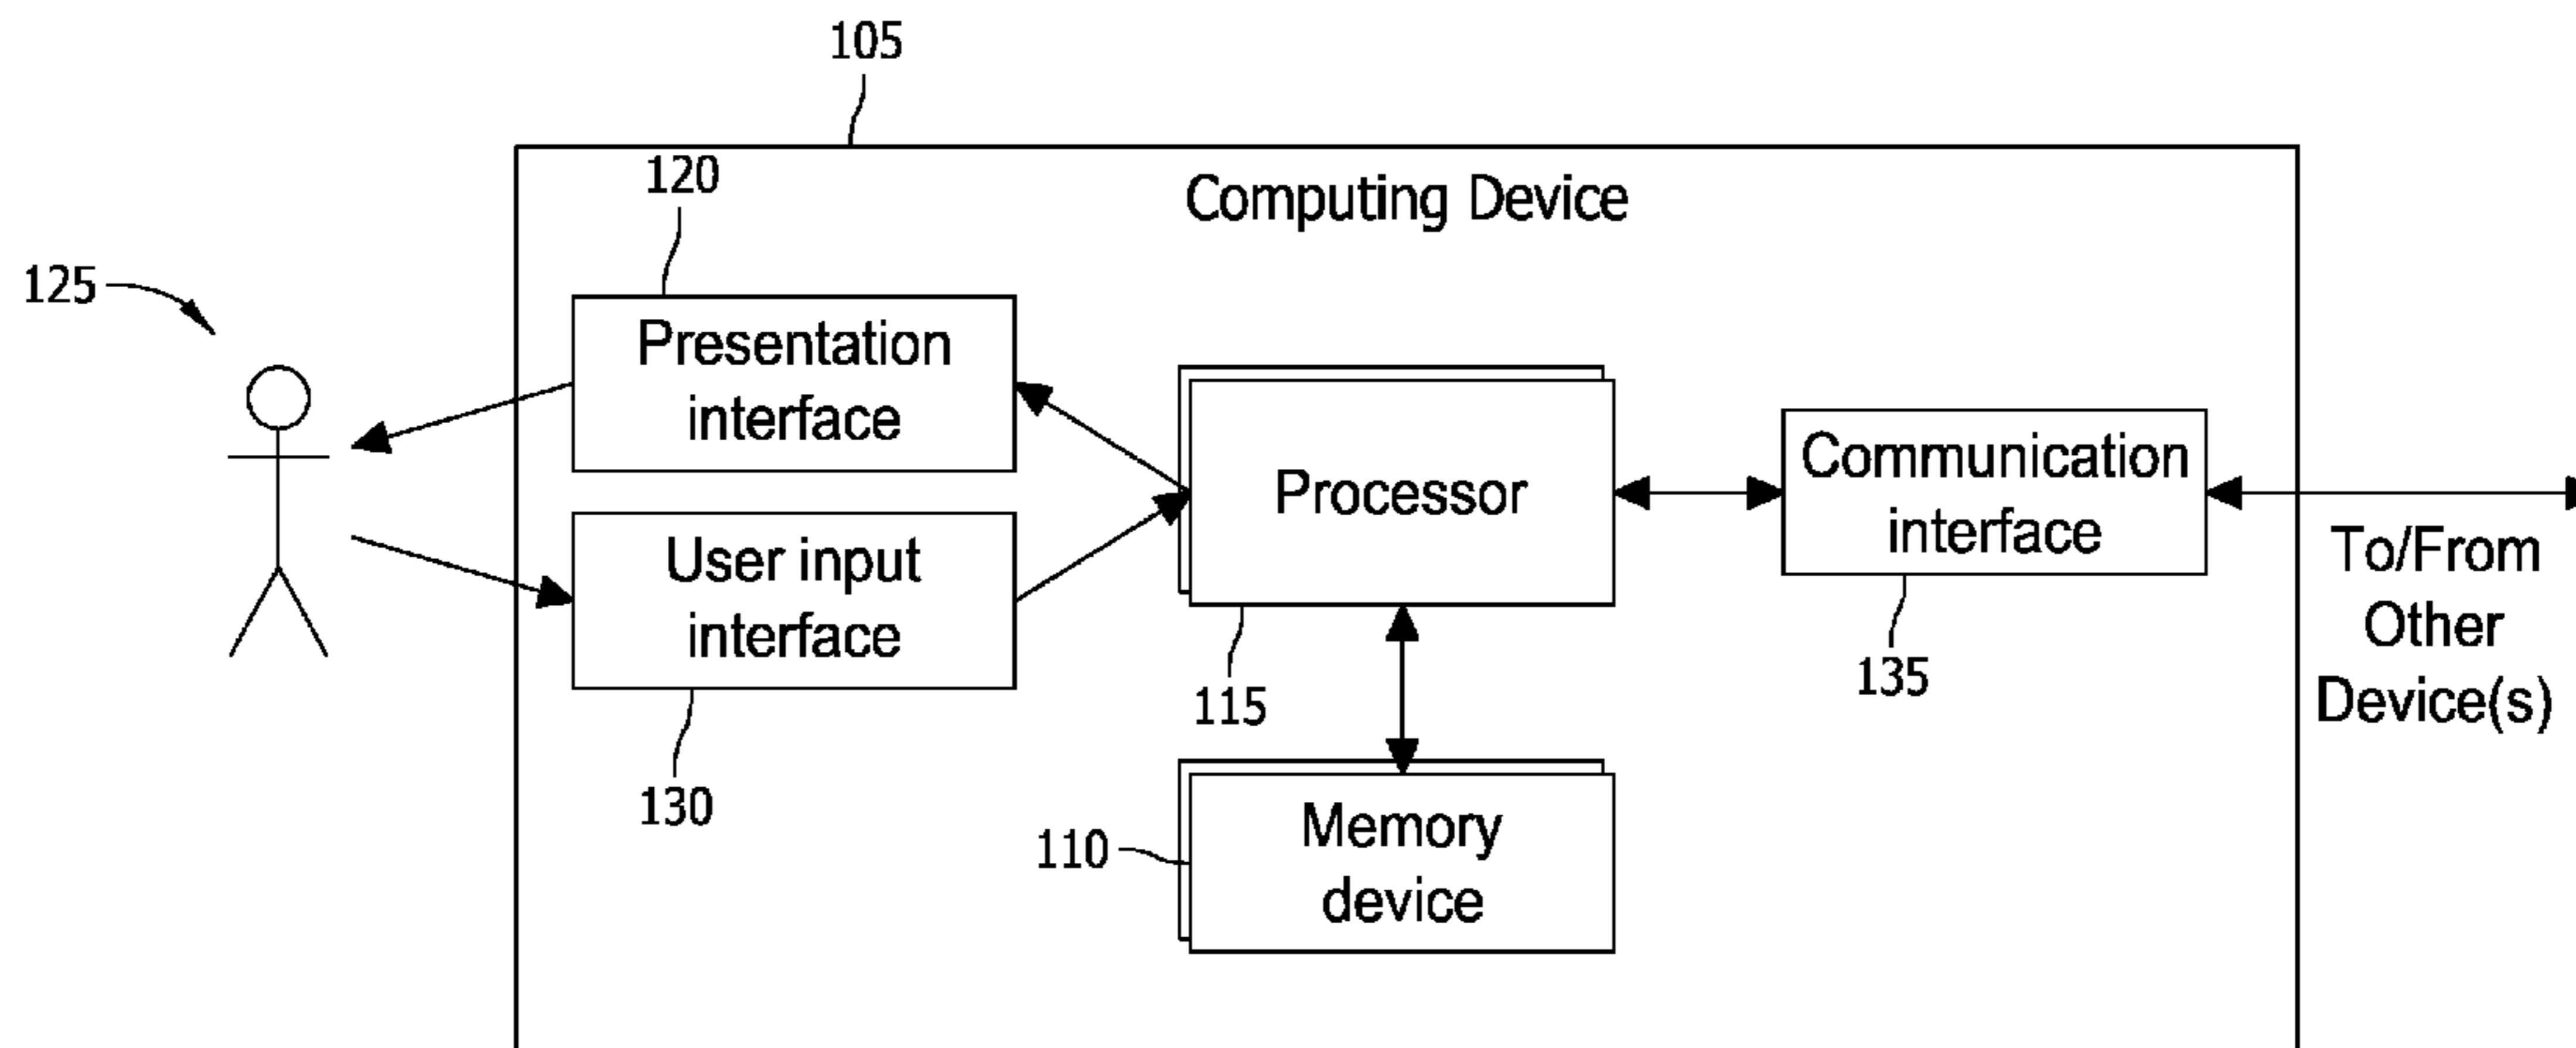 105
120
Computing Device
125
Presentation
interface
Processor
Communication
interface
User input
interface
To/From
Other
Device(s)
135
115
130
110
Memory
device